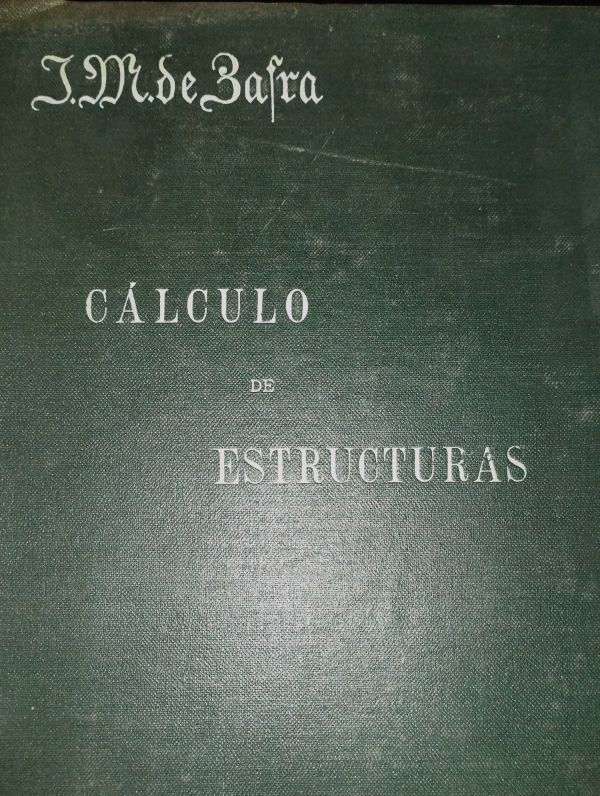 J. M. de Zafra
CÁLCULO
DE
ESTRUCTURAS